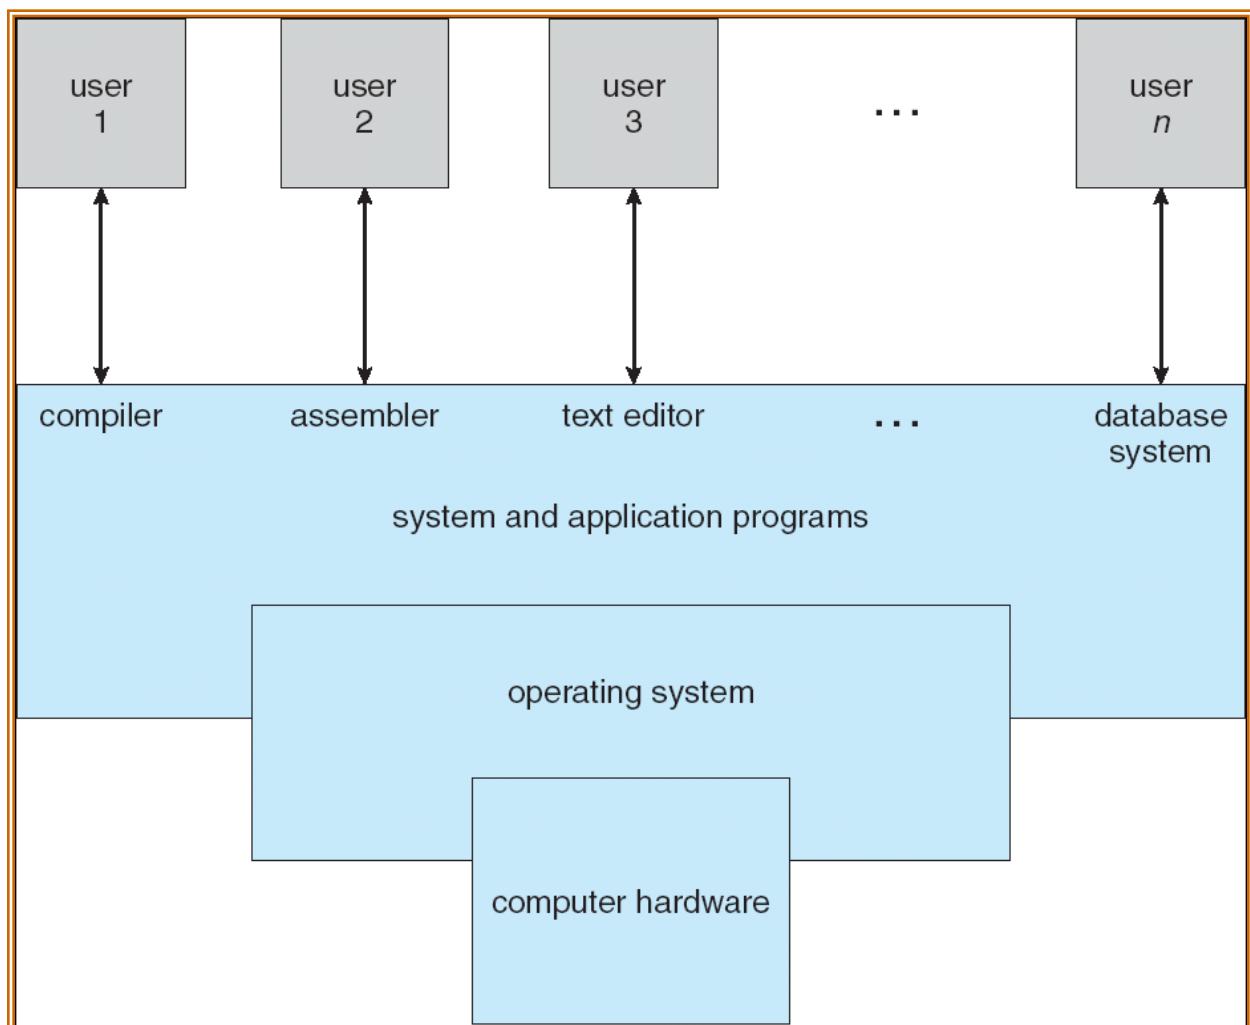 user
1
user
2
user
3
...
user
n
compiler
assembler
text editor
...
database
system
system and application programs
operating system
computer hardware